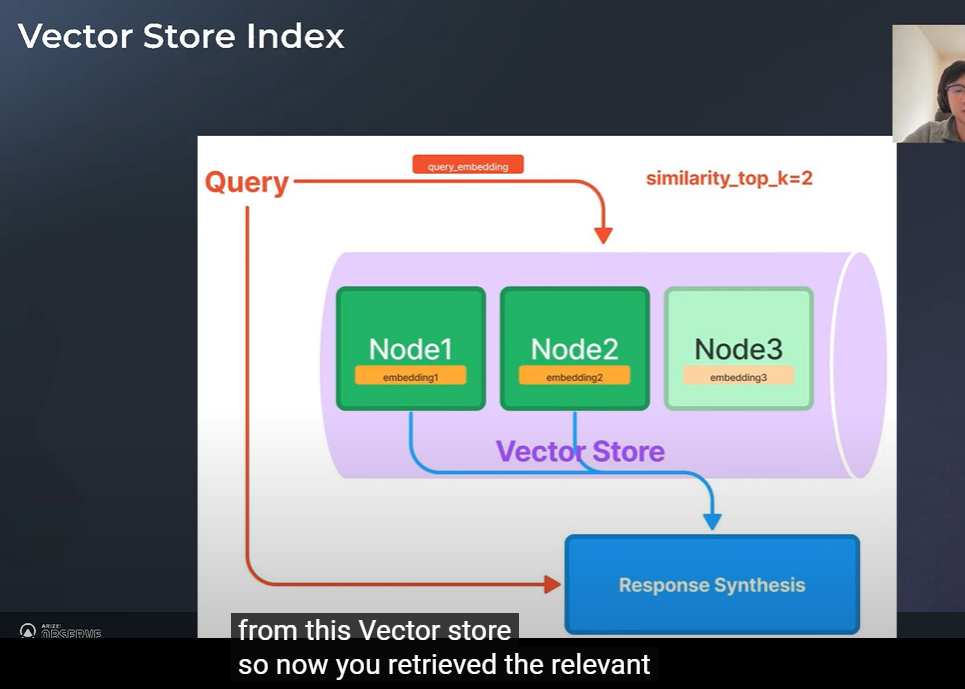 Vector Store Index
query_embedding
Query
similarity_top_k=2
Node1
embedding1
Node2
embedding2
Node3
embedding3
Vector Store
Response Synthesis
ARIZE:
OBSERVE
from this Vector store
so now you retrieved the relevant